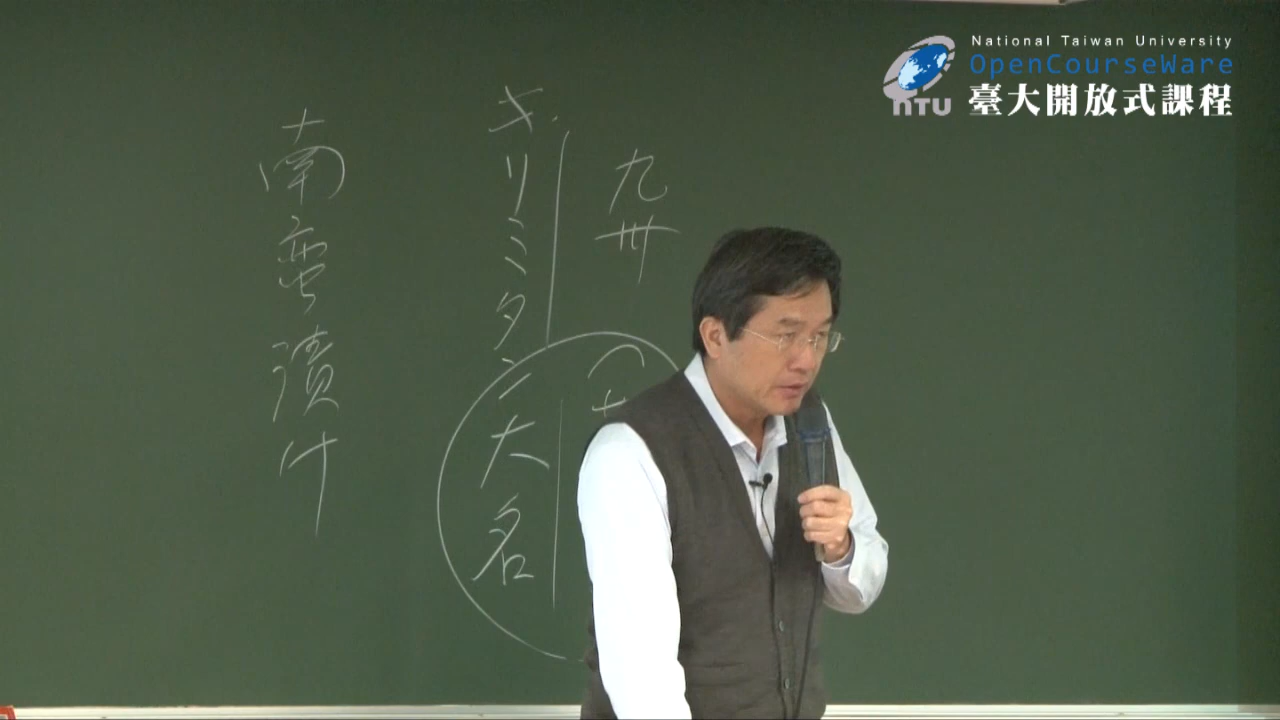 National Taiwan University
OpenCourseWare
臺大開放式課程
NTU
九州
キリシタン大名
南蛮漬け